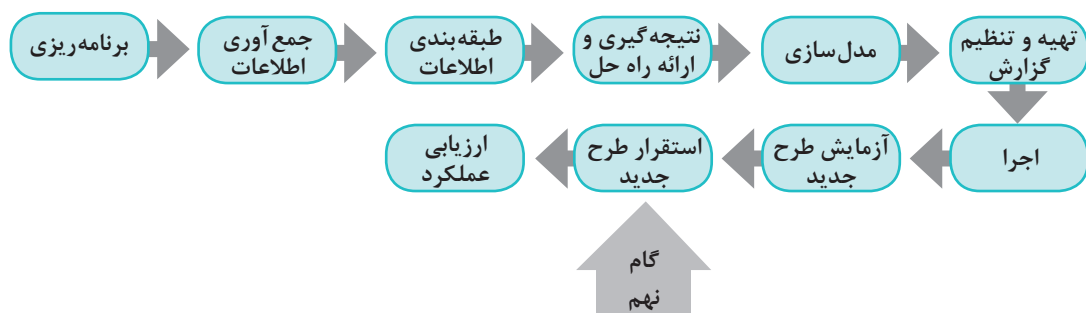 برنامه‌ریزی
جمع‌آوری
اطلاعات
طبقه‌بندی
اطلاعات
نتیجه‌گیری و
ارائه راه حل
مدل‌سازی
تهیه و تنظیم
گزارش
اجرا
آزمایش طرح
جدید
استقرار طرح
جدید
ارزیابی
عملکرد
گام
نهم